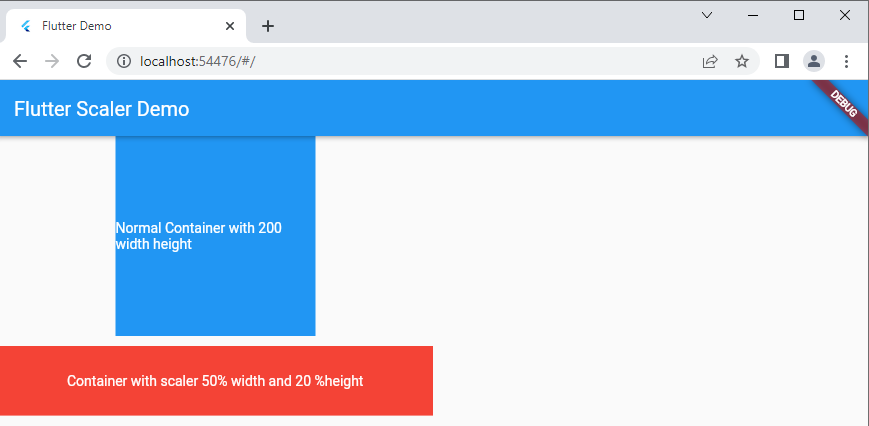 Flutter Demo
localhost:54476/#/
Flutter Scaler Demo
DEBUG
Normal Container with 200
width height
Container with scaler 50% width and 20 %height